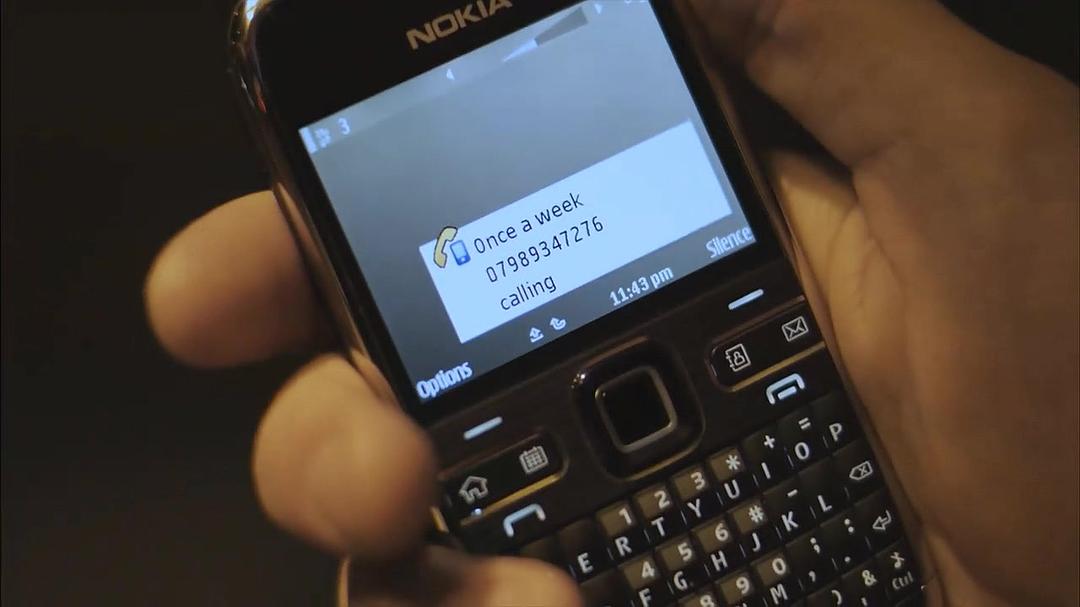 NOKIA
3
Once a week
07989347276
calling
Silence
11:43 pm
Options
1 2 3 * + =
E R T Y U I O P
4 5 6 # -
F G H J K L
8 9 0 ; :
, .
) & Ctrl